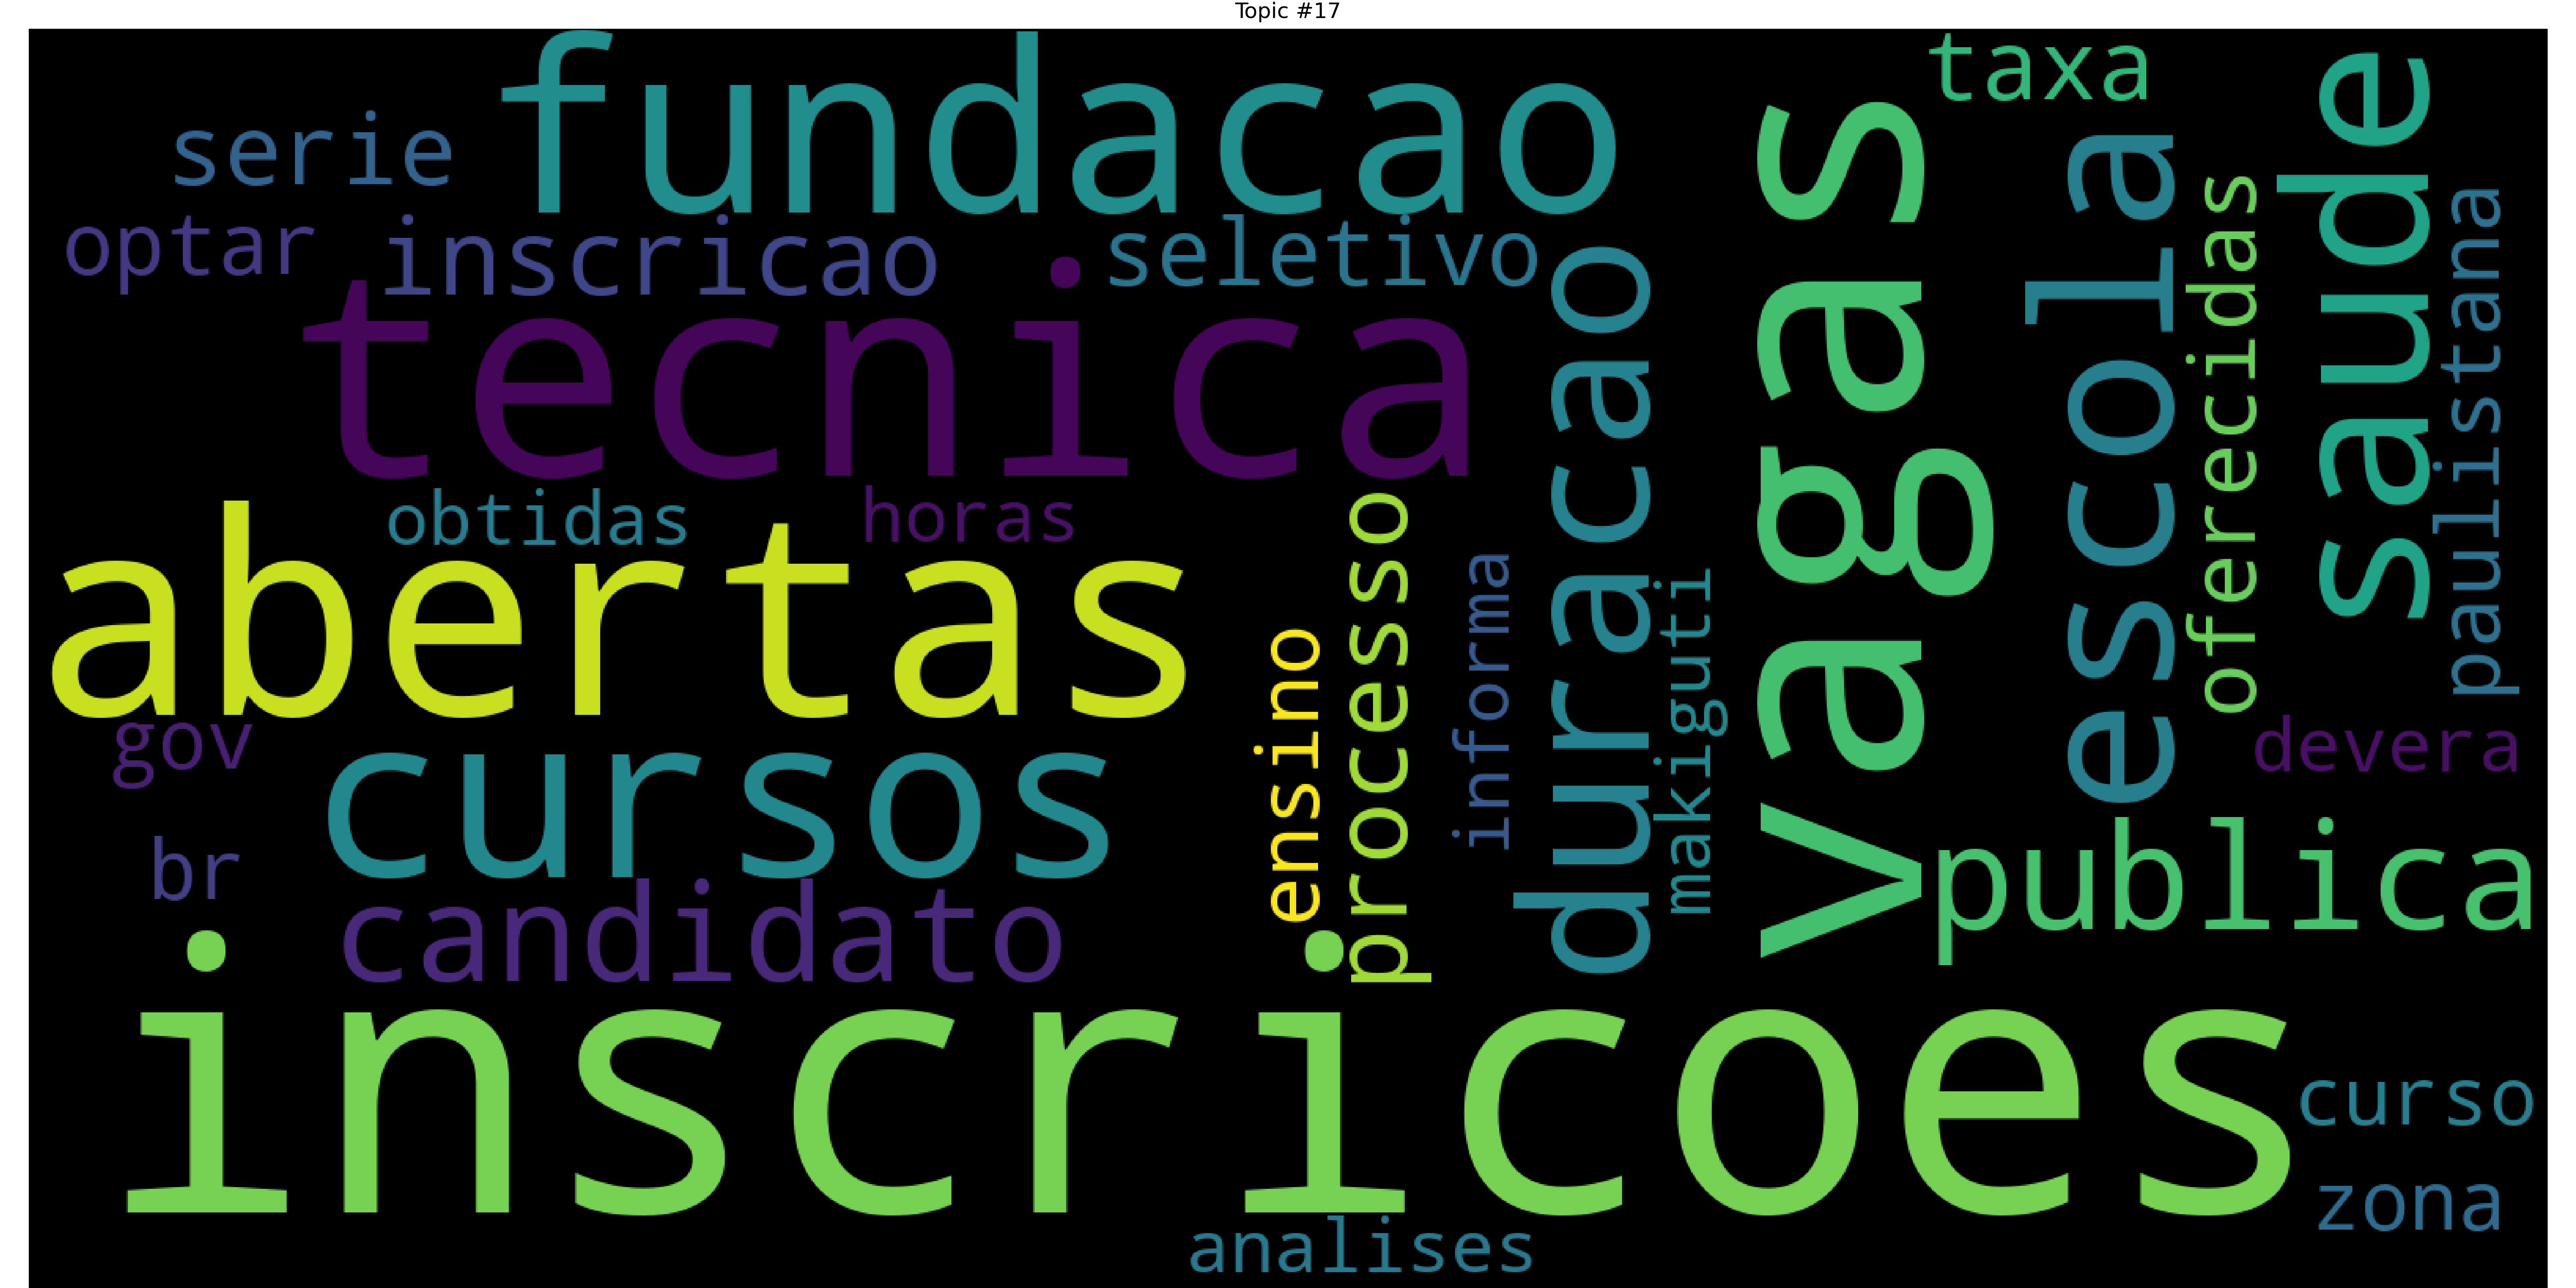 Topic #17
fundacao
taxa
serie
optar
inscricao
seletivo
tecnica
obtidas
horas
abertas
gov
cursos
br
candidato
ensino
processo
informa
duracao
makiguti
vagas
escola
oferecidas
saude
paulistana
devera
publica
inscricoes
curso
zona
analises